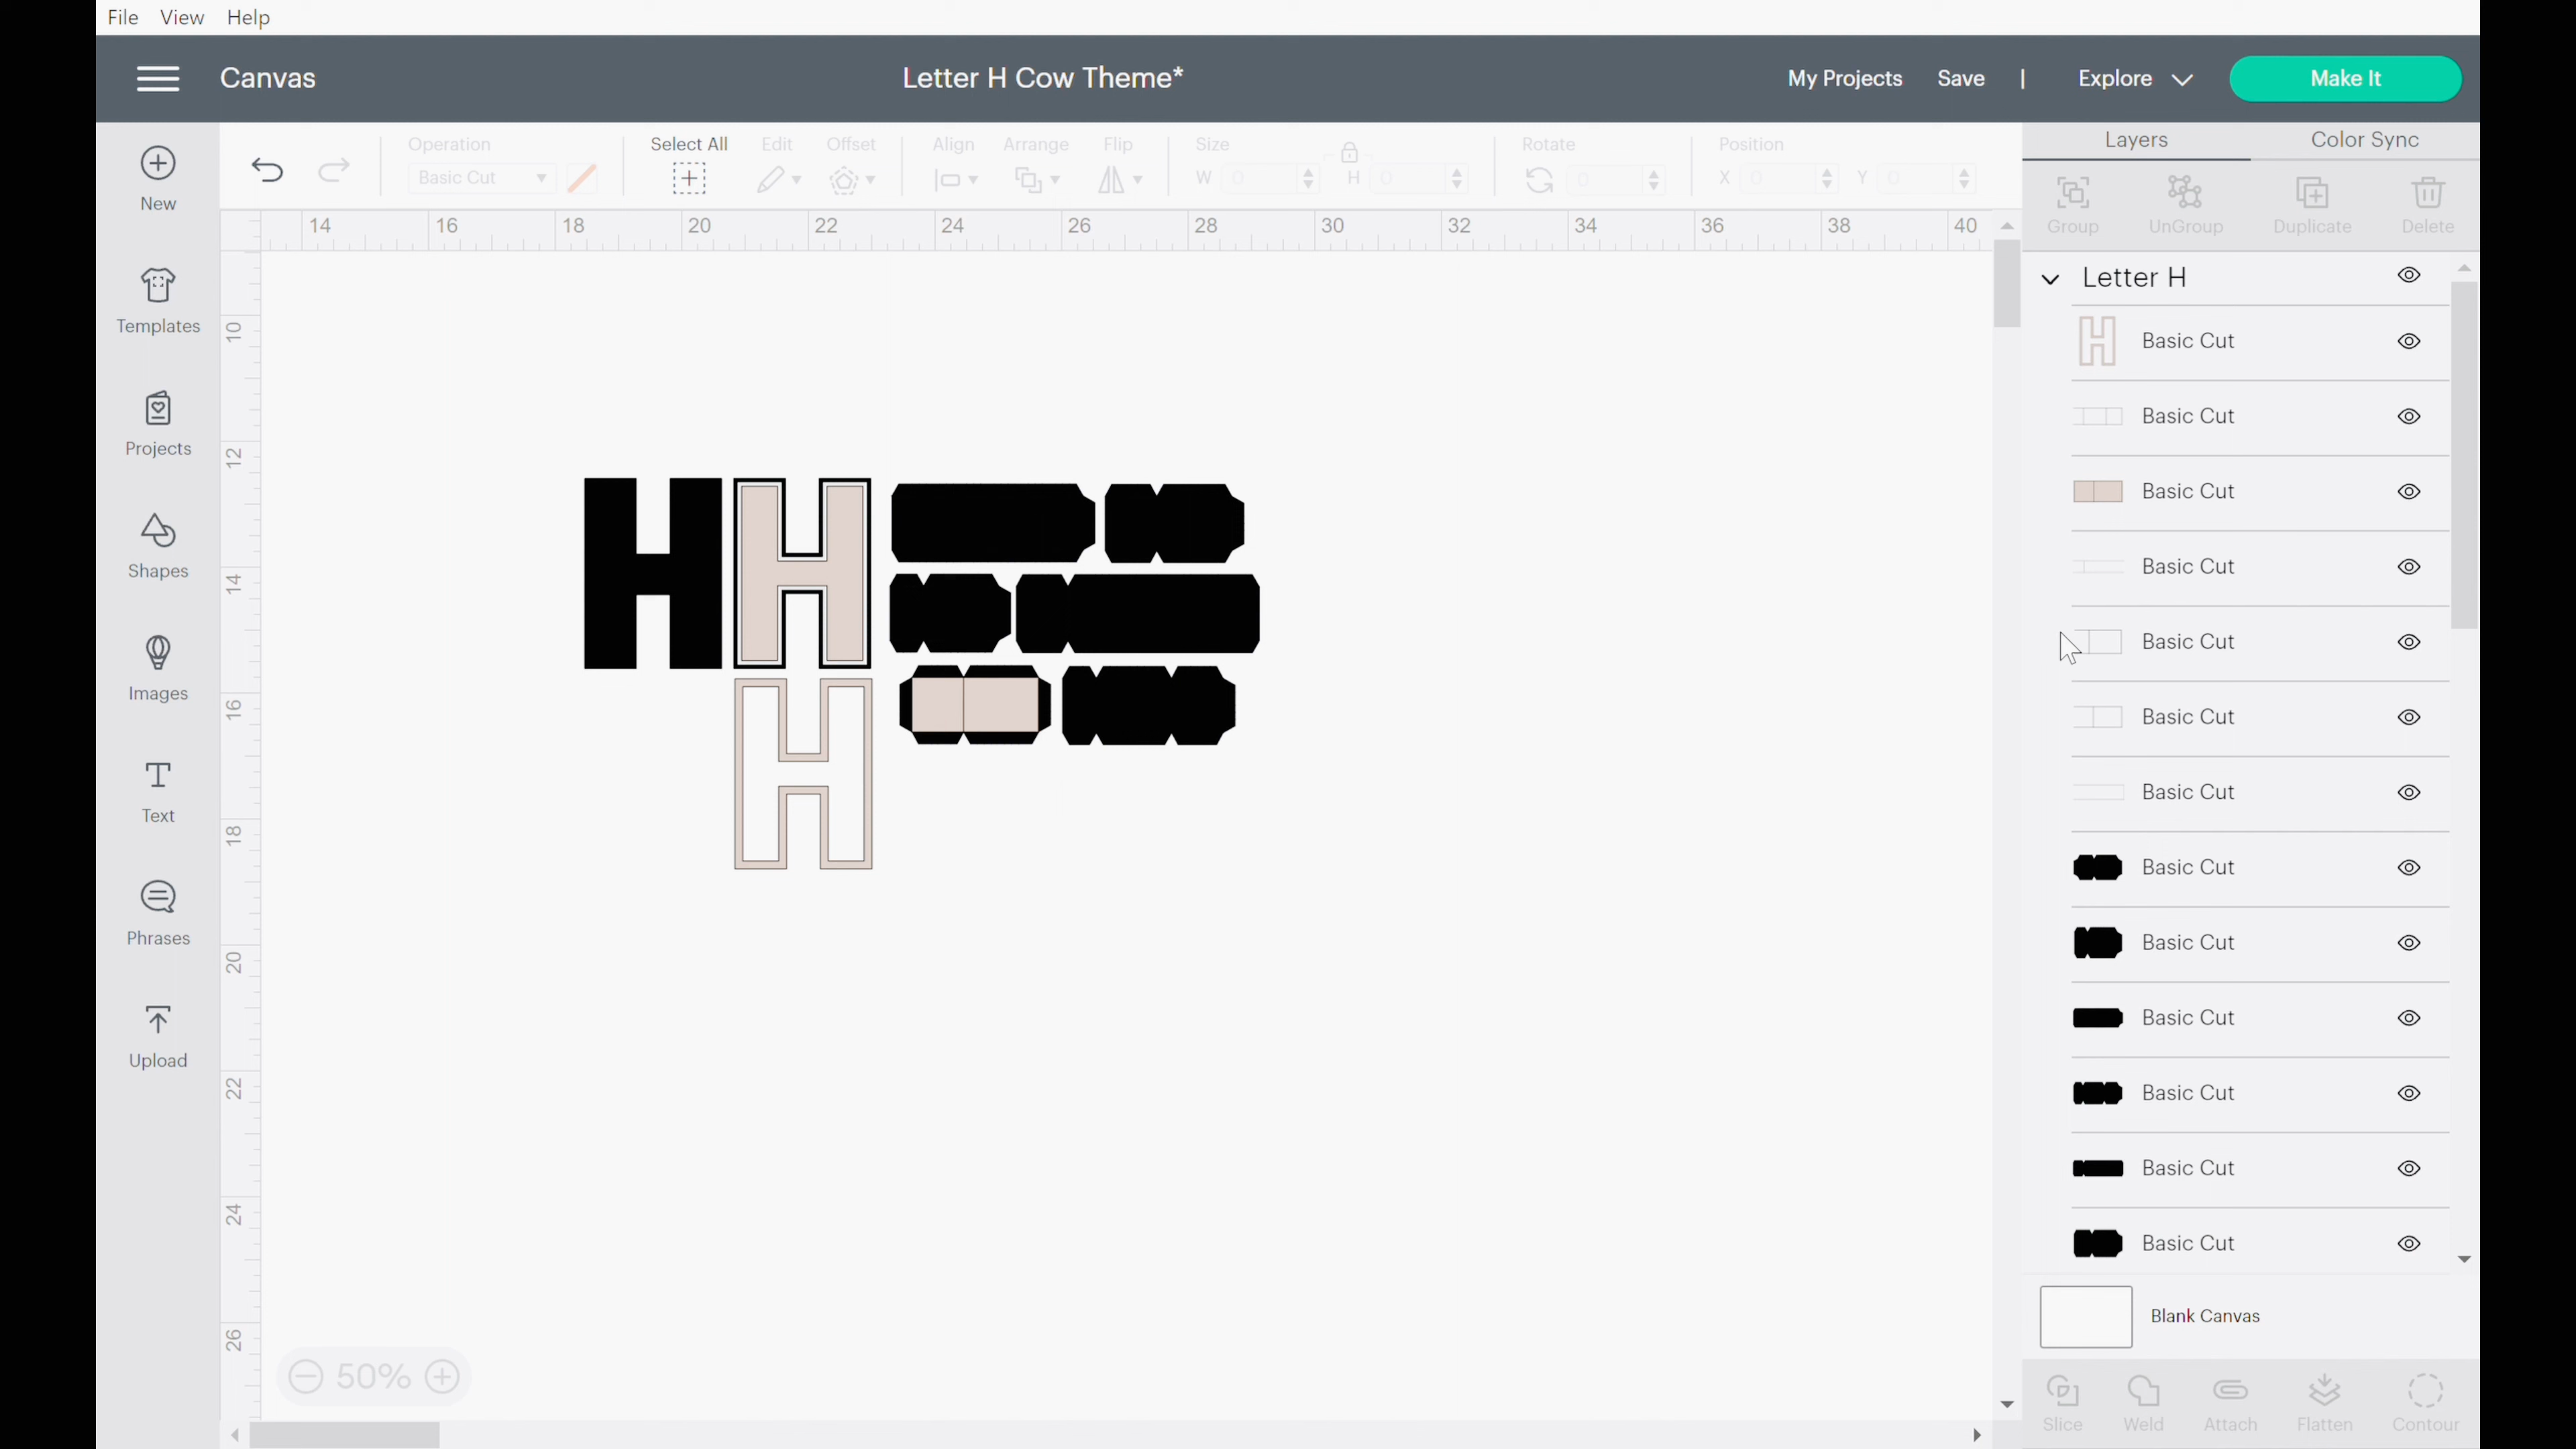 File View Help
Canvas Letter H Cow Theme* My Projects Save | Explore Make It
New
Templates
Projects
Shapes
Images
Text
Phrases
Upload
Operation
Basic Cut
Select All Edit Offset Align Arrange Flip Size Rotate Position
W 0 H 0 0 X 0 Y 0
14 16 18 20 22 24 26 28 30 32 34 36 38 40
10
12
14
16
18
20
22
24
26
50%
Layers Color Sync
Group UnGroup Duplicate Delete
Letter H
Basic Cut
Basic Cut
Basic Cut
Basic Cut
Basic Cut
Basic Cut
Basic Cut
Basic Cut
Basic Cut
Basic Cut
Basic Cut
Basic Cut
Basic Cut
Blank Canvas
Slice Weld Attach Flatten Contour